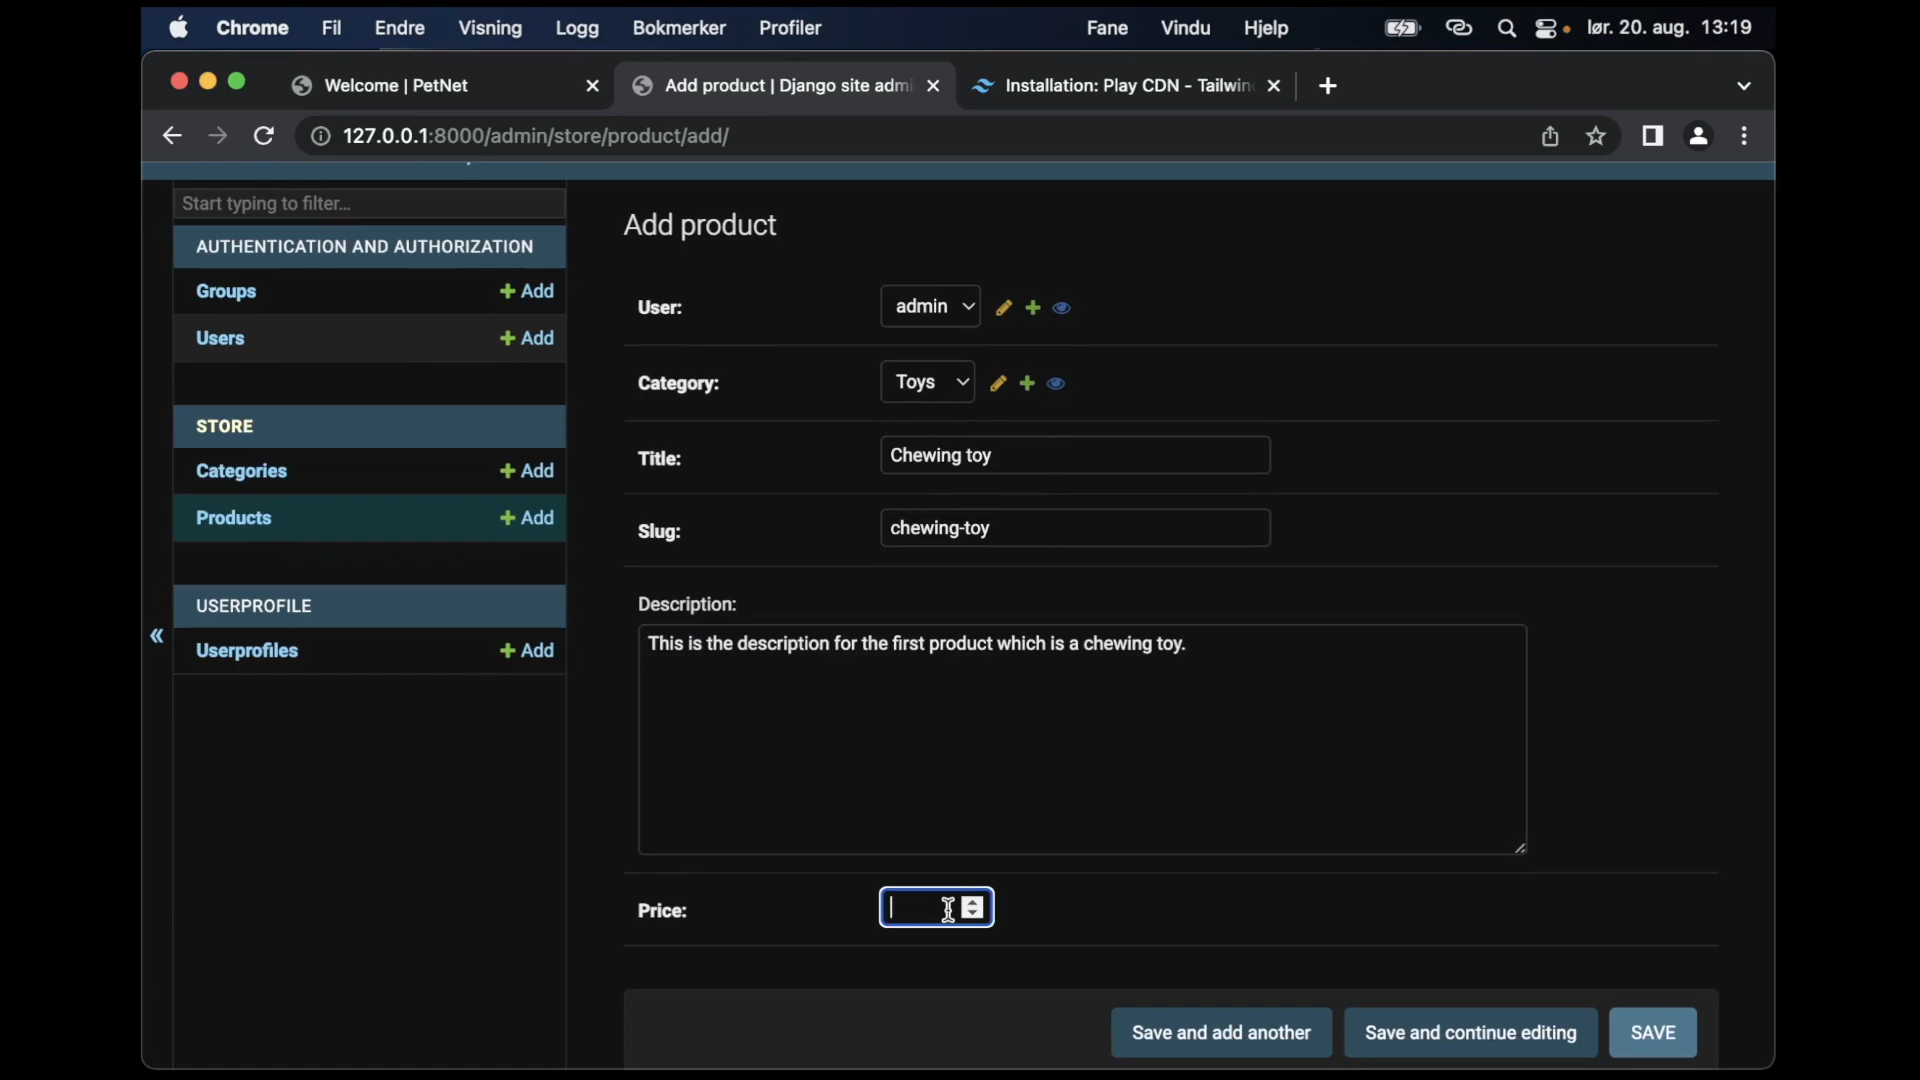 Chrome Fil Endre Visning Logg Bokmerker Profiler Fane Vindu Hjelp lør. 20. aug. 13:19
Welcome | PetNet Add product | Django site admi Installation: Play CDN - Tailwin
127.0.0.1:8000/admin/store/product/add/
Start typing to filter...
AUTHENTICATION AND AUTHORIZATION
Groups Add
Users Add
STORE
Categories Add
Products Add
USERPROFILE
Userprofiles Add
«
Add product
User: admin
Category: Toys
Title: Chewing toy
Slug: chewing-toy
Description:
This is the description for the first product which is a chewing toy.
Price:
Save and add another Save and continue editing SAVE